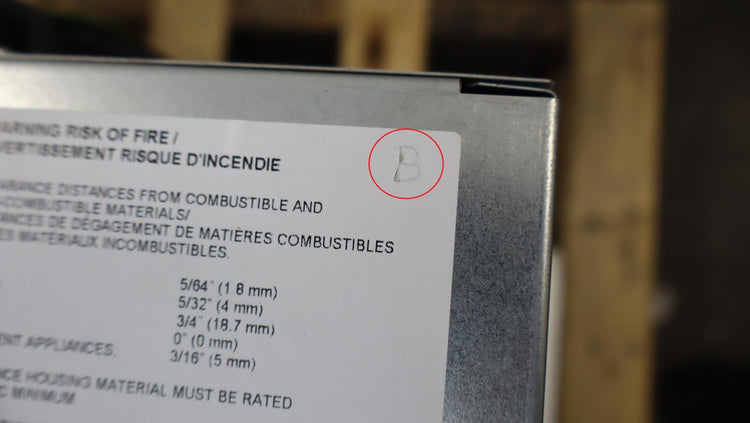 WARNING RISK OF FIRE /
VERTISSEMENT RISQUE D'INCENDIE
B
ARANCE DISTANCES FROM COMBUSTIBLE AND
-COMBUSTIBLE MATERIALS/
ANCES DE DÉGAGEMENT DE MATIÈRES COMBUSTIBLES
ES MATÉRIAUX INCOMBUSTIBLES.
5/64" (1.8 mm)
5/32" (4 mm)
3/4" (18.7 mm)
0" (0 mm)
ENT APPLIANCES: 3/16" (5 mm)
NCE HOUSING MATERIAL MUST BE RATED
C MINIMUM.